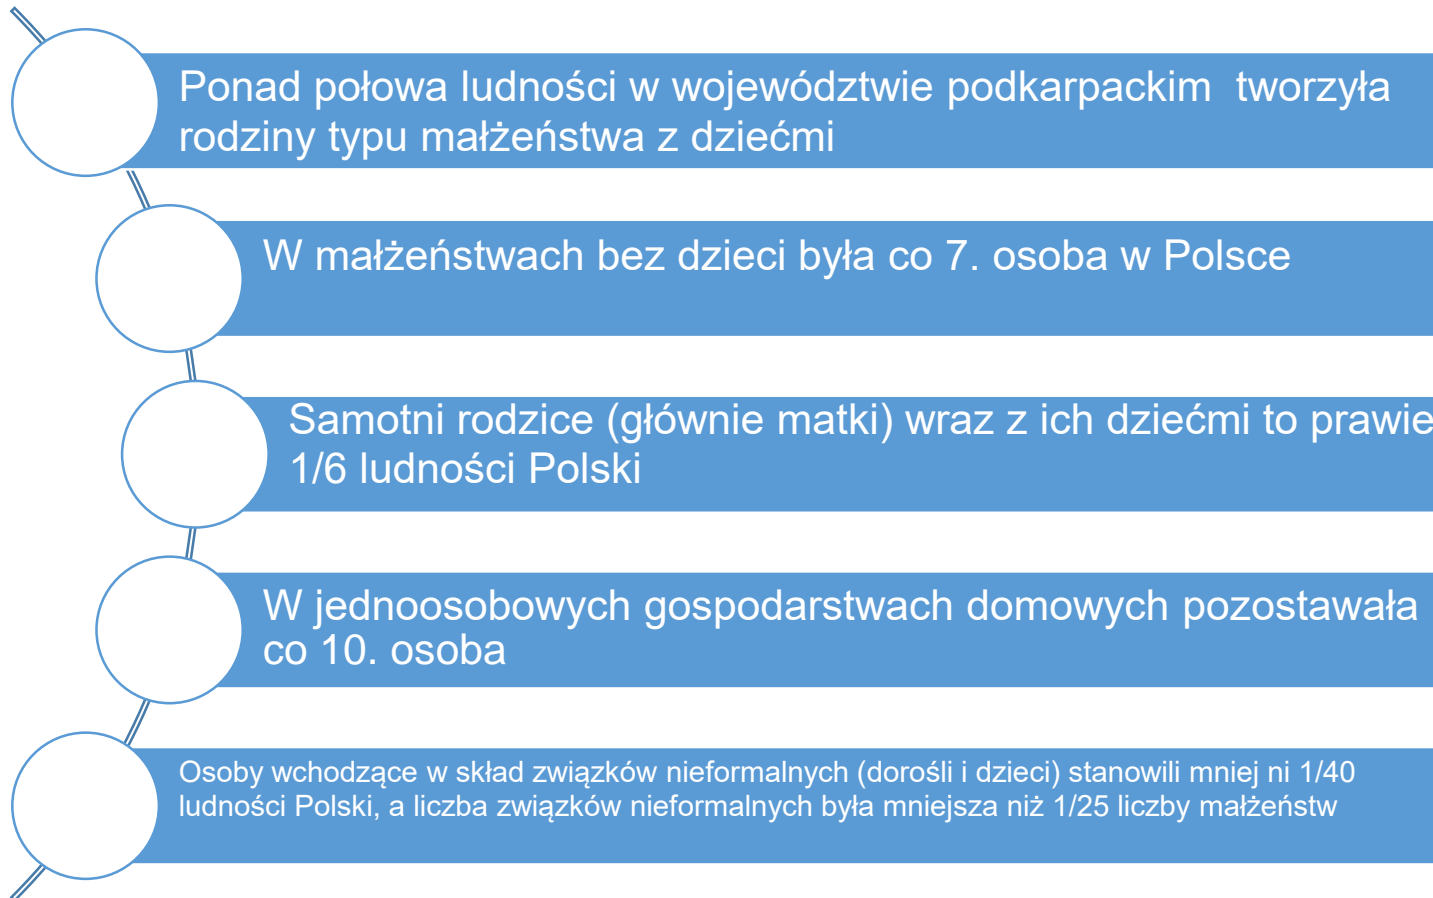 Ponad połowa ludności w województwie podkarpackim tworzyła
rodziny typu małżeństwa z dziećmi
W małżeństwach bez dzieci była co 7. osoba w Polsce
Samotni rodzice (głównie matki) wraz z ich dziećmi to prawie
1/6 ludności Polski
W jednoosobowych gospodarstwach domowych pozostawała
co 10. osoba
Osoby wchodzące w skład związków nieformalnych (dorośli i dzieci) stanowili mniej ni 1/40
ludności Polski, a liczba związków nieformalnych była mniejsza niż 1/25 liczby małżeństw